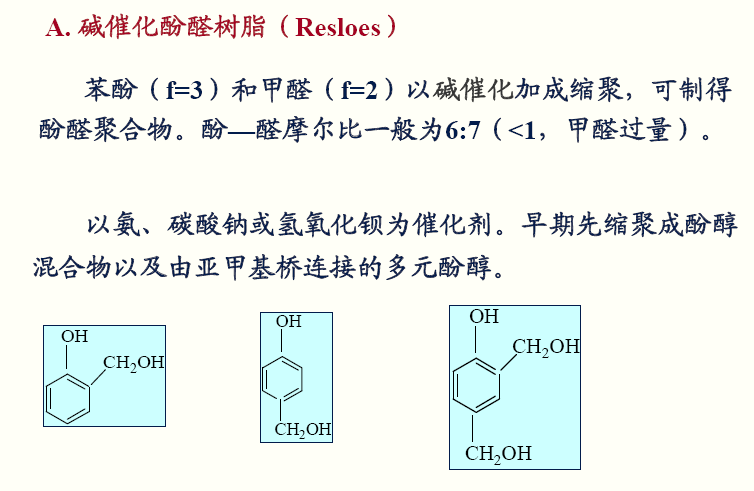 A. 碱催化酚醛树脂（Resloes）
苯酚（f=3）和甲醛（f=2）以碱催化加成缩聚，可制得
酚醛聚合物。酚—醛摩尔比一般为6:7（<1，甲醛过量）。
以氨、碳酸钠或氢氧化钡为催化剂。早期先缩聚成酚醇
混合物以及由亚甲基桥连接的多元酚醇。
OH
CH₂OH
OH
CH₂OH
OH
CH₂OH
CH₂OH